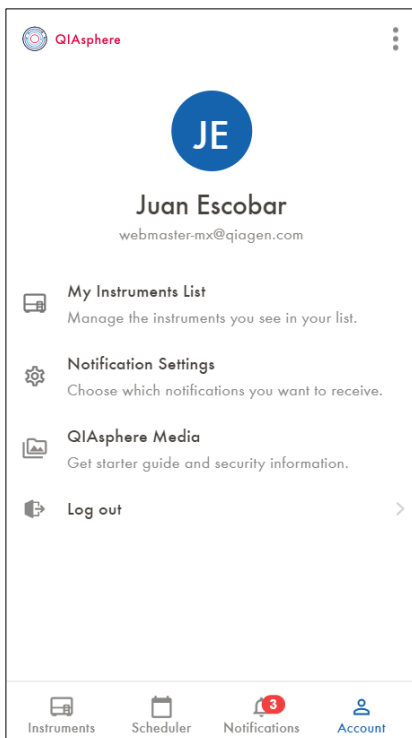 QIAsphere
JE
Juan Escobar
webmaster-mx@qiagen.com
My Instruments List
Manage the instruments you see in your list.
Notification Settings
Choose which notifications you want to receive.
QIAsphere Media
Get starter guide and security information.
Log out
3
Instruments Scheduler Notifications Account